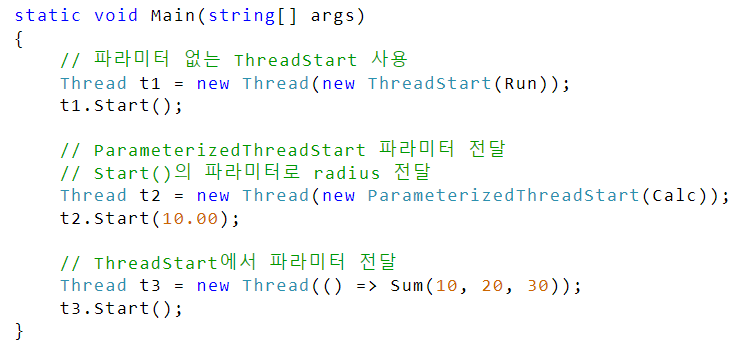 static void Main(string[] args)
{
    // 파라미터 없는 ThreadStart 사용
    Thread t1 = new Thread(new ThreadStart(Run));
    t1.Start();

    // ParameterizedThreadStart 파라미터 전달
    // Start()의 파라미터로 radius 전달
    Thread t2 = new Thread(new ParameterizedThreadStart(Calc));
    t2.Start(10.00);

    // ThreadStart에서 파라미터 전달
    Thread t3 = new Thread(() => Sum(10, 20, 30));
    t3.Start();
}